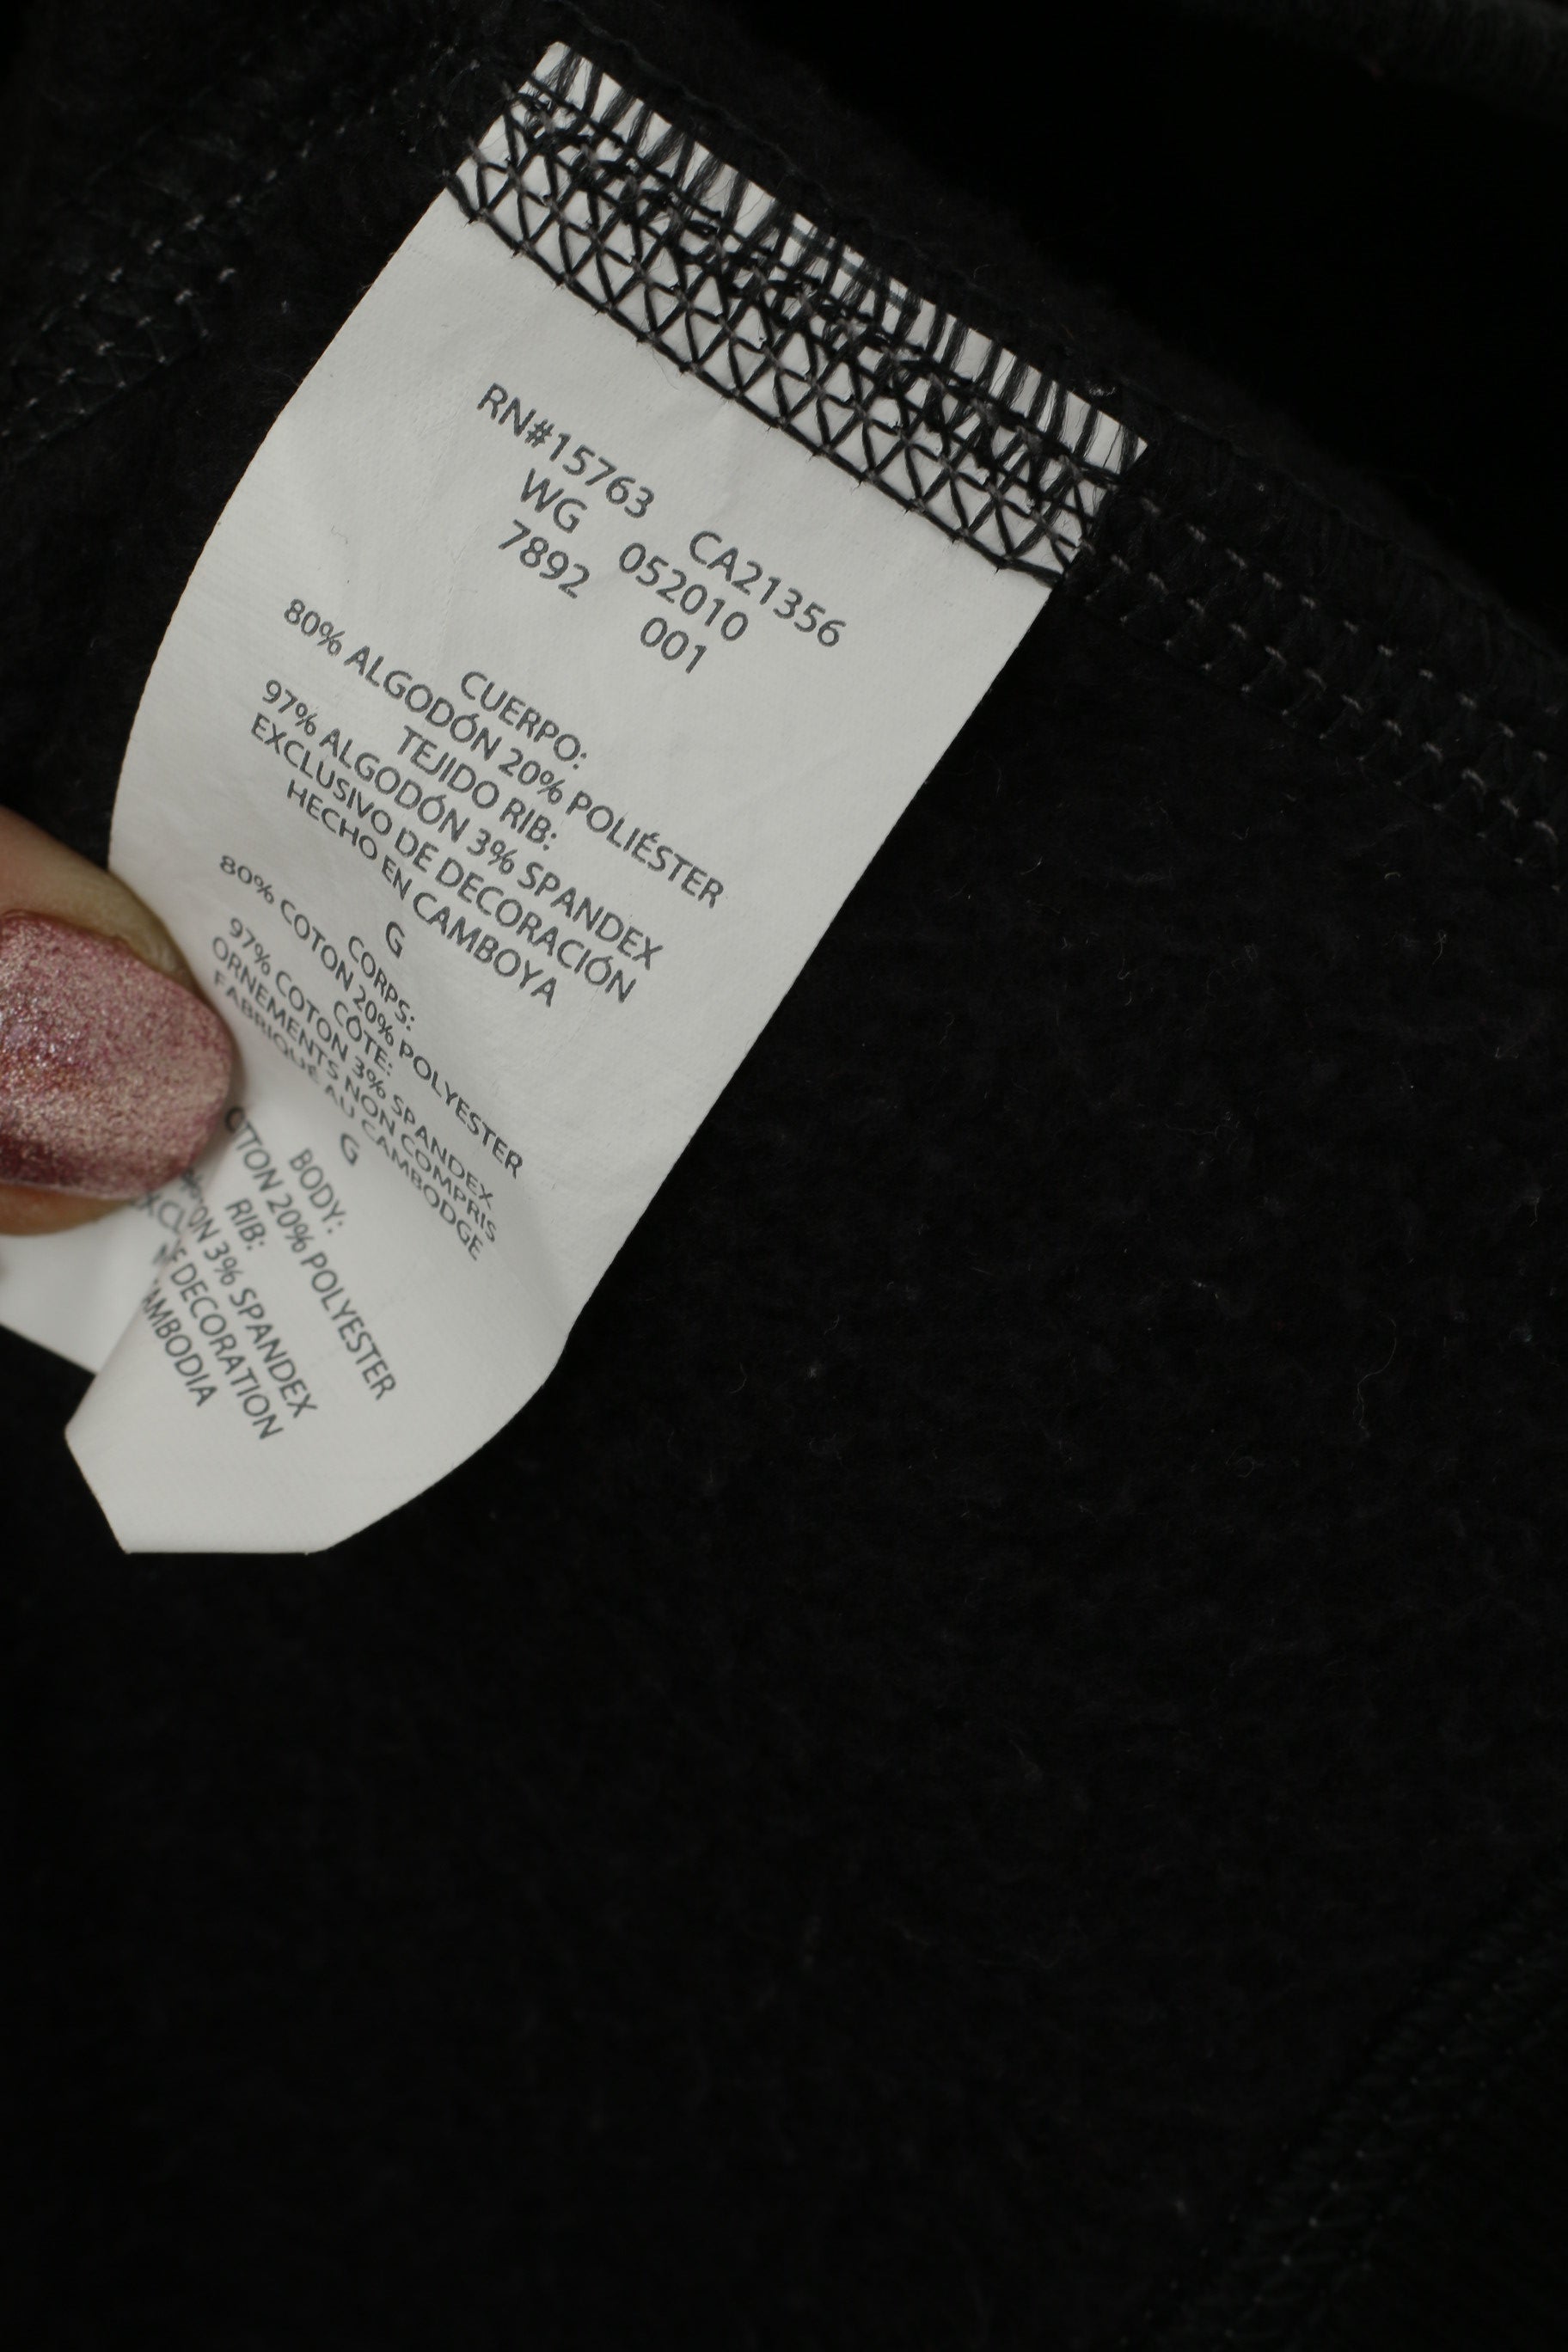 RN#15763 CA21356
WG 052010
7892 001
CUERPO:
80% ALGODÓN 20% POLIÉSTER
TEJIDO RIB:
97% ALGODÓN 3% SPANDEX
EXCLUSIVO DE DECORACIÓN
HECHO EN CAMBOYA
G
CORPS:
80% COTON 20% POLYESTER
CÔTE:
97% COTON 3% SPANDEX
ORNEMENTS NON COMPRIS
FABRIQUÉ AU CAMBODGE
G
BODY:
20% POLYESTER
RIB:
3% SPANDEX
DECORATION